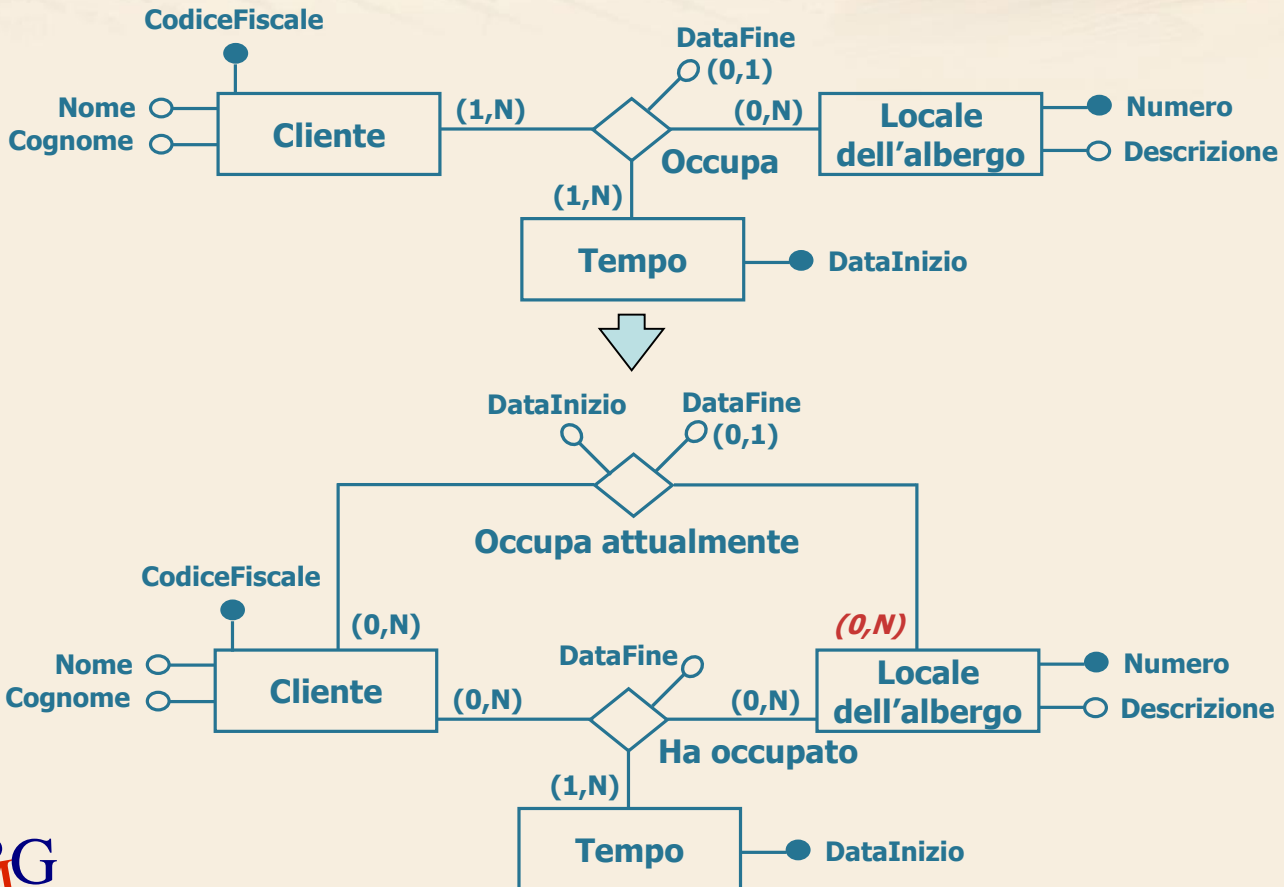 CodiceFiscale
DataFine
(0,1)
Nome
Cognome
Cliente
(1,N)
(0,N)
Occupa
Locale
dell'albergo
Numero
Descrizione
(1,N)
Tempo
DataInizio
DataInizio
DataFine
(0,1)
Occupa attualmente
CodiceFiscale
(0,N)
(0,N)
Nome
Cognome
Cliente
(0,N)
DataFine
(0,N)
Ha occupato
Locale
dell'albergo
Numero
Descrizione
(1,N)
Tempo
DataInizio
G